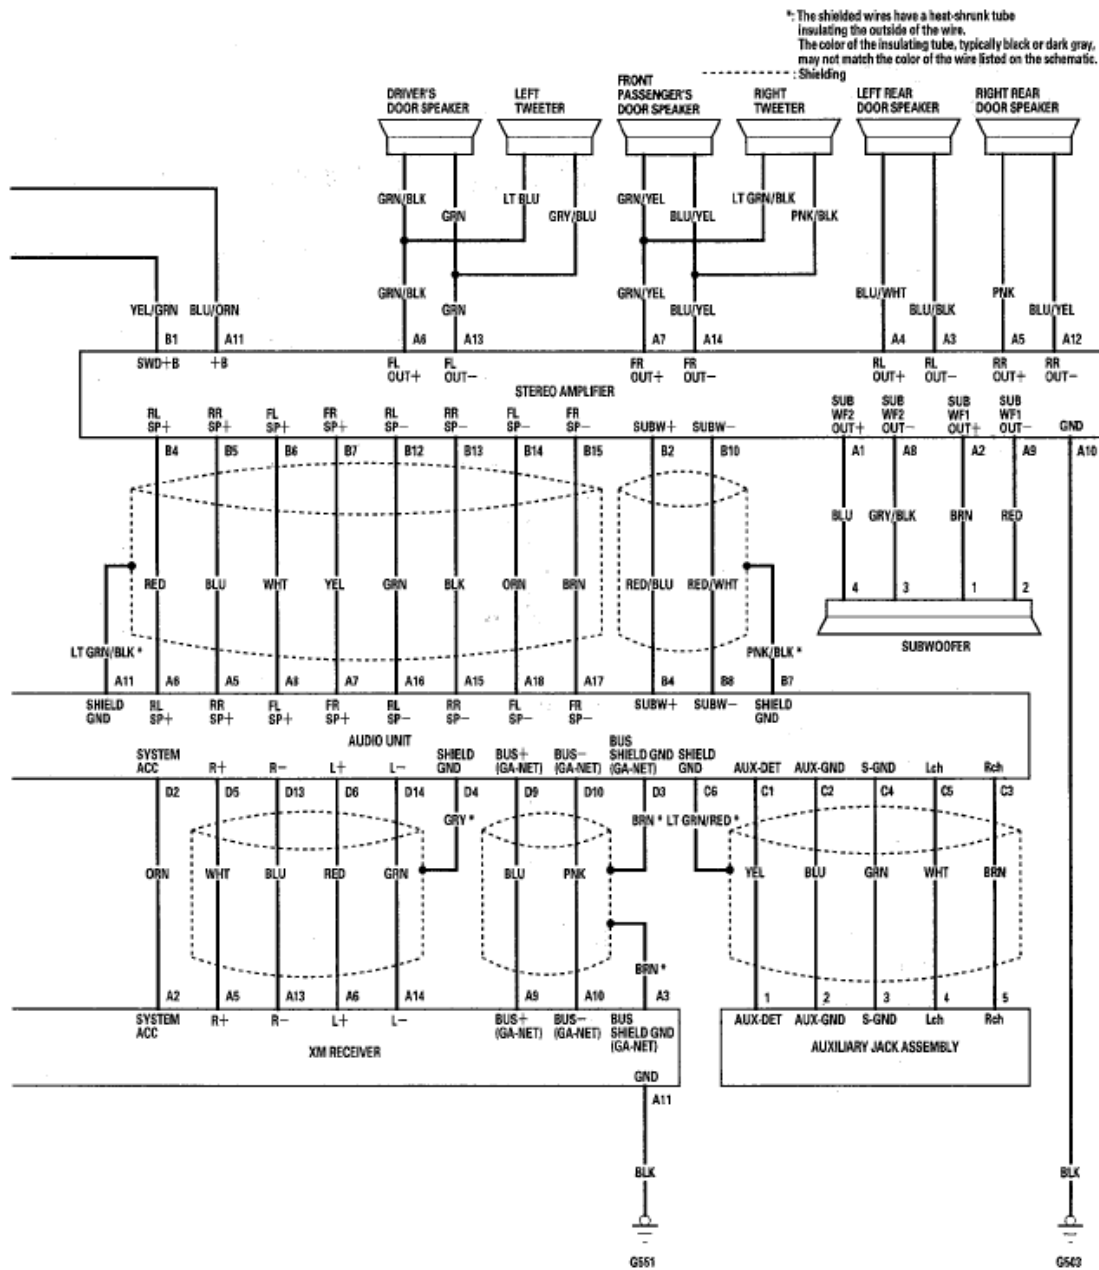 *: The shielded wires have a heat-shrunk tube
insulating the outside of the wire.
The color of the insulating tube, typically black or dark gray,
may not match the color of the wire listed on the schematic.
: Shielding
DRIVER'S
DOOR SPEAKER
LEFT
TWEETER
FRONT
PASSENGER'S
DOOR SPEAKER
RIGHT
TWEETER
LEFT REAR
DOOR SPEAKER
RIGHT REAR
DOOR SPEAKER
GRN/BLK LT BLU GRN/YEL LT GRN/BLK
GRN GRY/BLU BLU/YEL PNK/BLK
GRN/BLK GRN/YEL BLU/WHT PNK
YEL/GRN BLU/ORN GRN BLU/YEL BLU/BLK BLU/YEL
B1 A11 A6 A13 A7 A14 A4 A3 A5 A12
SWD+B +B
FL
OUT+
FL
OUT−
FR
OUT+
FR
OUT−
RL
OUT+
RL
OUT−
RR
OUT+
RR
OUT−
STEREO AMPLIFIER
RL
SP+
RR
SP+
FL
SP+
FR
SP+
RL
SP−
RR
SP−
FL
SP−
FR
SP−
SUBW+ SUBW−
SUB
WF2
OUT+
SUB
WF2
OUT−
SUB
WF1
OUT+
SUB
WF1
OUT−
GND
B4 B5 B6 B7 B12 B13 B14 B15 B2 B10 A1 A8 A2 A9 A10
BLU GRY/BLK BRN RED
RED BLU WHT YEL GRN BLK ORN BRN RED/BLU RED/WHT
4 3 1 2
SUBWOOFER
LT GRN/BLK * PNK/BLK *
A11 A6 A5 A8 A7 A16 A15 A18 A17 B4 B8 B7
SHIELD
GND
RL
SP+
RR
SP+
FL
SP+
FR
SP+
RL
SP−
RR
SP−
FL
SP−
FR
SP−
SUBW+ SUBW−
SHIELD
GND
AUDIO UNIT
SYSTEM
ACC
R+ R− L+ L−
SHIELD
GND
BUS+
(GA-NET)
BUS−
(GA-NET)
BUS
SHIELD GND
(GA-NET)
SHIELD
GND
AUX-DET AUX-GND S-GND Lch Rch
D2 D5 D13 D6 D14 D4 D9 D10 D3 C6 C1 C2 C4 C5 C3
GRY * BRN * LT GRN/RED *
ORN WHT BLU RED GRN BLU PNK YEL BLU GRN WHT BRN
BRN *
A2 A5 A13 A6 A14 A9 A10 A3 1 2 3 4 5
SYSTEM
ACC
R+ R− L+ L−
BUS+
(GA-NET)
BUS−
(GA-NET)
BUS
SHIELD GND
(GA-NET)
AUX-DET AUX-GND S-GND Lch Rch
XM RECEIVER
AUXILIARY JACK ASSEMBLY
GND
A11
BLK BLK
G551 G503